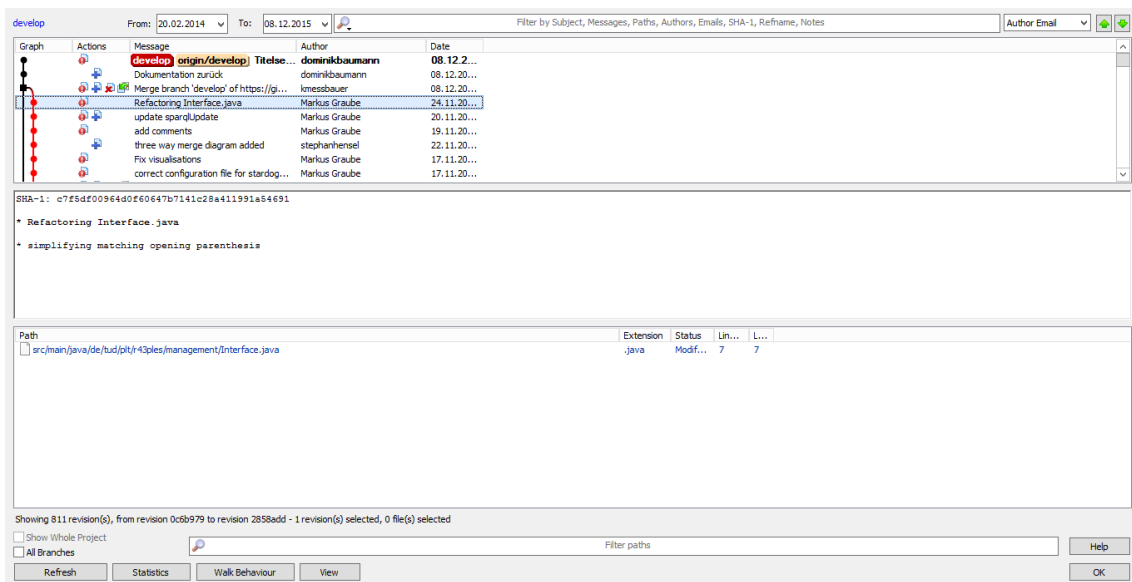 develop From: 20.02.2014 To: 08.12.2015 Filter by Subject, Messages, Paths, Authors, Emails, SHA-1, Refname, Notes Author Email
Graph Actions Message Author Date
develop origin/develop Titelse... dominikbaumann 08.12.2...
Dokumentation zurück dominikbaumann 08.12.20...
Merge branch 'develop' of https://gi... kmessbauer 08.12.20...
Refactoring Interface.java Markus Graube 24.11.20...
update sparqlUpdate Markus Graube 20.11.20...
add comments Markus Graube 19.11.20...
three way merge diagram added stephanhensel 22.11.20...
Fix visualisations Markus Graube 17.11.20...
correct configuration file for stardog... Markus Graube 17.11.20...
SHA-1: c7f5df00964d0f60647b7141c28a411991a54691
* Refactoring Interface.java
* simplifying matching opening parenthesis
Path Extension Status Lin... L...
src/main/java/de/tud/plt/r43ples/management/Interface.java .java Modif... 7 7
Showing 811 revision(s), from revision 0c6b979 to revision 2858add - 1 revision(s) selected, 0 file(s) selected
Show Whole Project
All Branches Filter paths Help
Refresh Statistics Walk Behaviour View OK